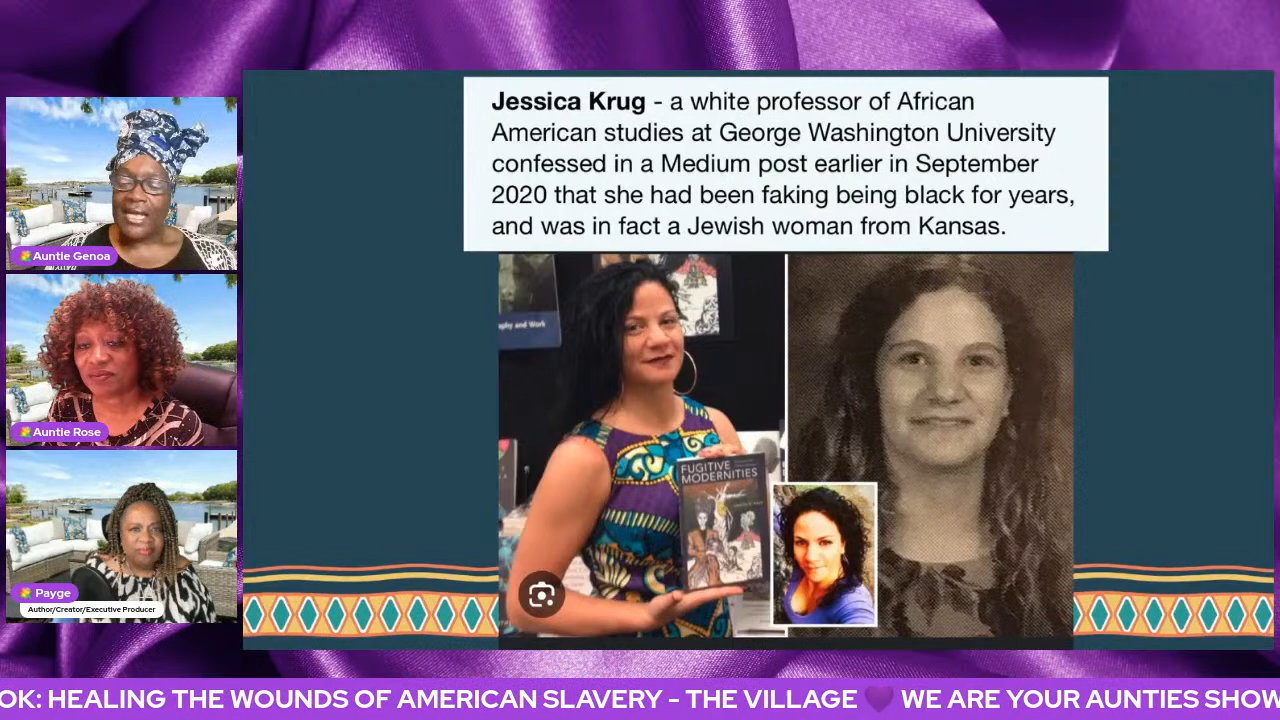 Jessica Krug - a white professor of African
American studies at George Washington University
confessed in a Medium post earlier in September
2020 that she had been faking being black for years,
and was in fact a Jewish woman from Kansas.
Auntie Genoa
Auntie Rose
Payge
Author/Creator/Executive Producer
aphy and Work
FUGITIVE
MODERNITIES
OK: HEALING THE WOUNDS OF AMERICAN SLAVERY - THE VILLAGE 💜 WE ARE YOUR AUNTIES SHOW